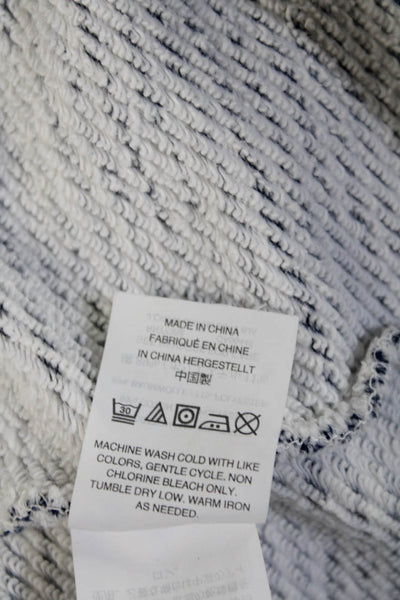 MADE IN CHINA
FABRIQUÉ EN CHINE
IN CHINA HERGESTELLT
中国製
30
MACHINE WASH COLD WITH LIKE
COLORS, GENTLE CYCLE, NON
CHLORINE BLEACH ONLY.
TUMBLE DRY LOW. WARM IRON
AS NEEDED.